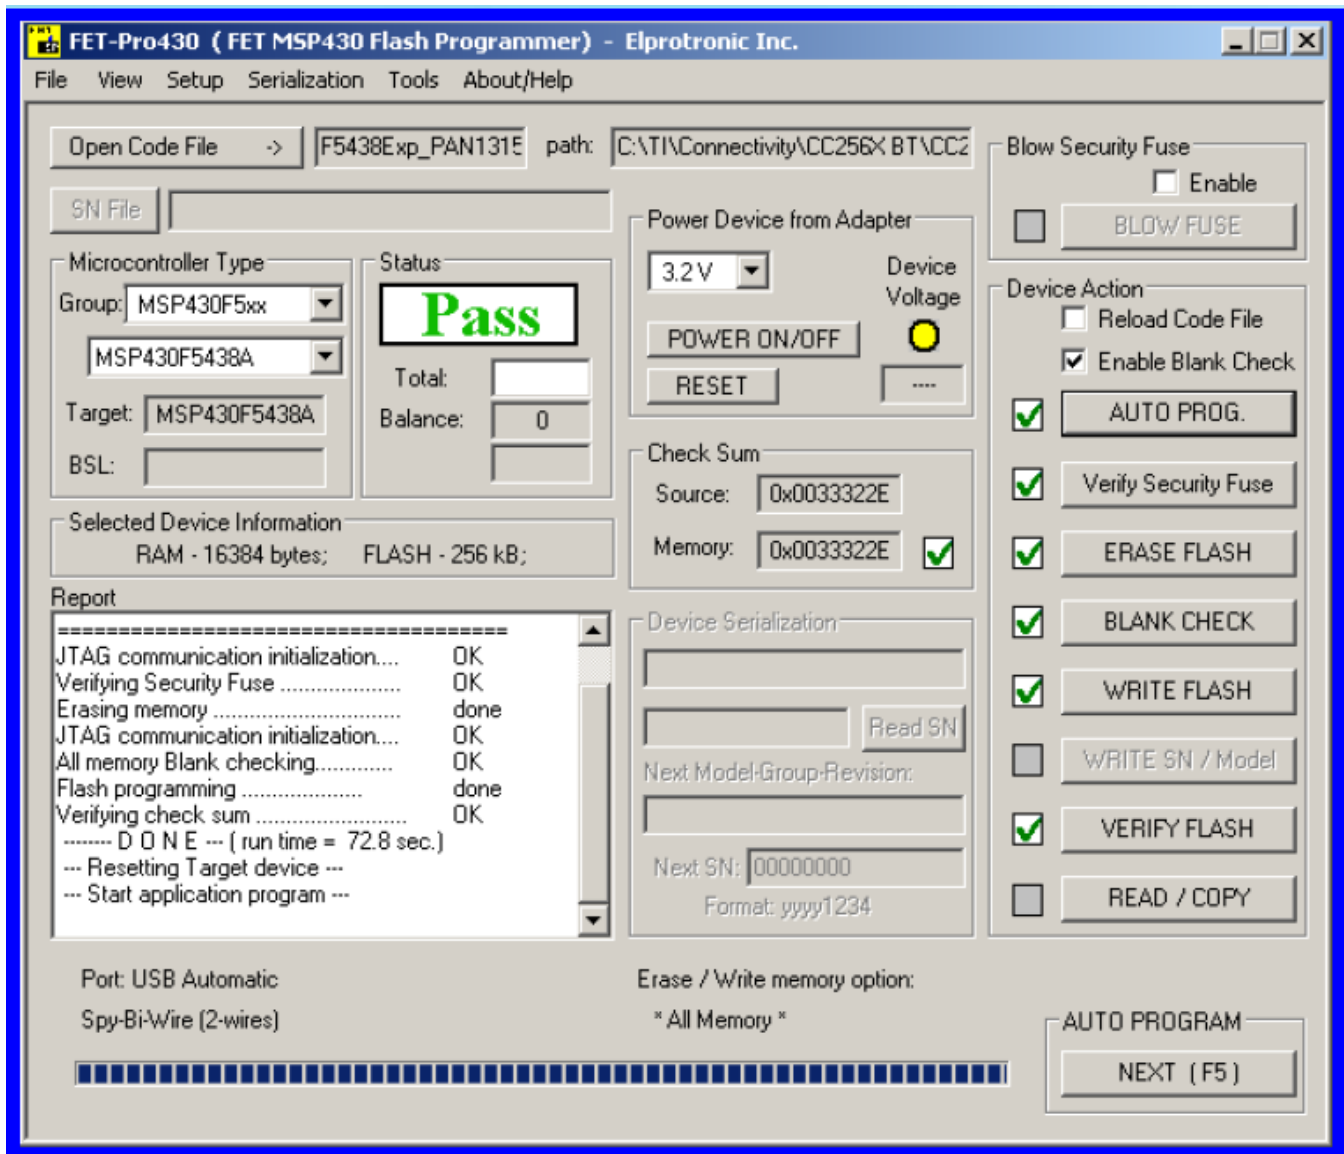 FET-Pro430 ( FET MSP430 Flash Programmer) - Elprotronic Inc.
File View Setup Serialization Tools About/Help
Open Code File -> F5438Exp_PAN1315 path: C:\TI\Connectivity\CC256X BT\CC2
SN File
Microcontroller Type
Group: MSP430F5xx
MSP430F5438A
Target: MSP430F5438A
BSL:
Status
Pass
Total:
Balance: 0
Selected Device Information
RAM - 16384 bytes; FLASH - 256 kB;
Report
=====================================
JTAG communication initialization.... OK
Verifying Security Fuse ..................... OK
Erasing memory ................................ done
JTAG communication initialization.... OK
All memory Blank checking............. OK
Flash programming .................... done
Verifying check sum .......................... OK
-------- D O N E --- ( run time = 72.8 sec.)
--- Resetting Target device ---
--- Start application program ---
Power Device from Adapter
3.2 V
Device
Voltage
POWER ON/OFF
RESET
----
Check Sum
Source: 0x0033322E
Memory: 0x0033322E
Device Serialization
Read SN
Next Model-Group-Revision:
Next SN: 00000000
Format: yyyy1234
Blow Security Fuse
Enable
BLOW FUSE
Device Action
Reload Code File
Enable Blank Check
AUTO PROG.
Verify Security Fuse
ERASE FLASH
BLANK CHECK
WRITE FLASH
WRITE SN / Model
VERIFY FLASH
READ / COPY
Port: USB Automatic
Spy-Bi-Wire (2-wires)
Erase / Write memory option:
* All Memory *
AUTO PROGRAM
NEXT ( F5 )